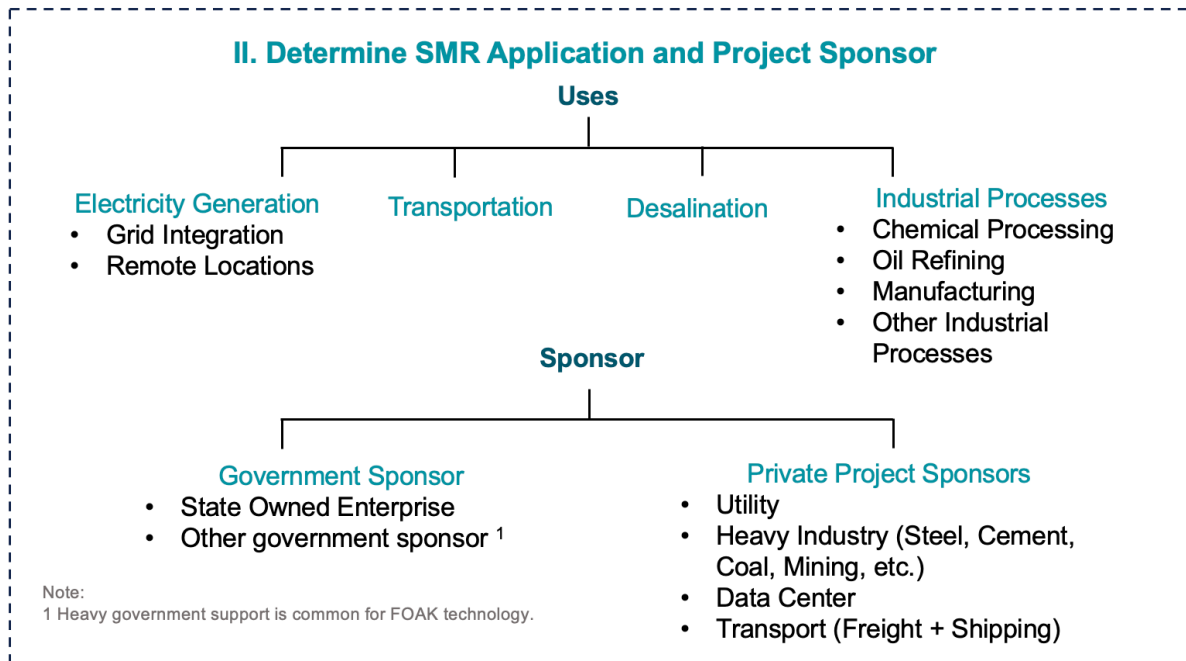 II. Determine SMR Application and Project Sponsor
Uses
Electricity Generation
• Grid Integration
• Remote Locations
Transportation
Desalination
Industrial Processes
• Chemical Processing
• Oil Refining
• Manufacturing
• Other Industrial
Processes
Sponsor
Government Sponsor
• State Owned Enterprise
• Other government sponsor ¹
Private Project Sponsors
• Utility
• Heavy Industry (Steel, Cement,
Coal, Mining, etc.)
• Data Center
• Transport (Freight + Shipping)
Note:
1 Heavy government support is common for FOAK technology.